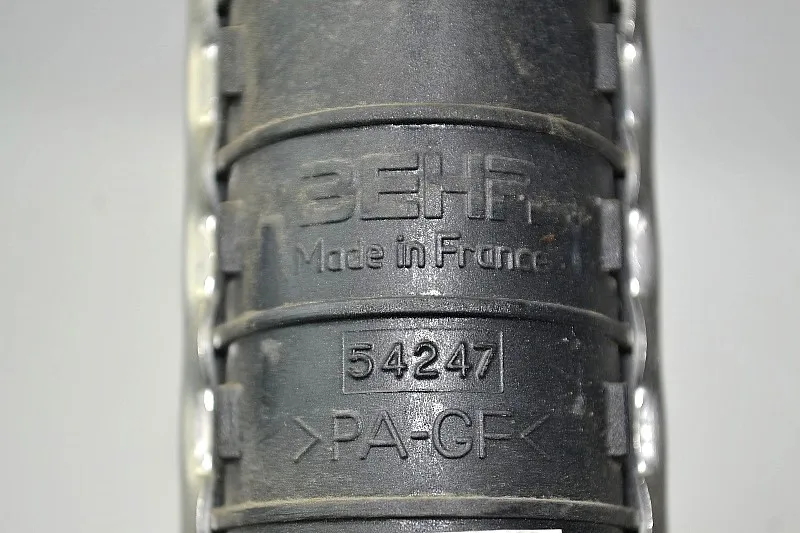 BEHR
Made in France
54247
>PA-GF<